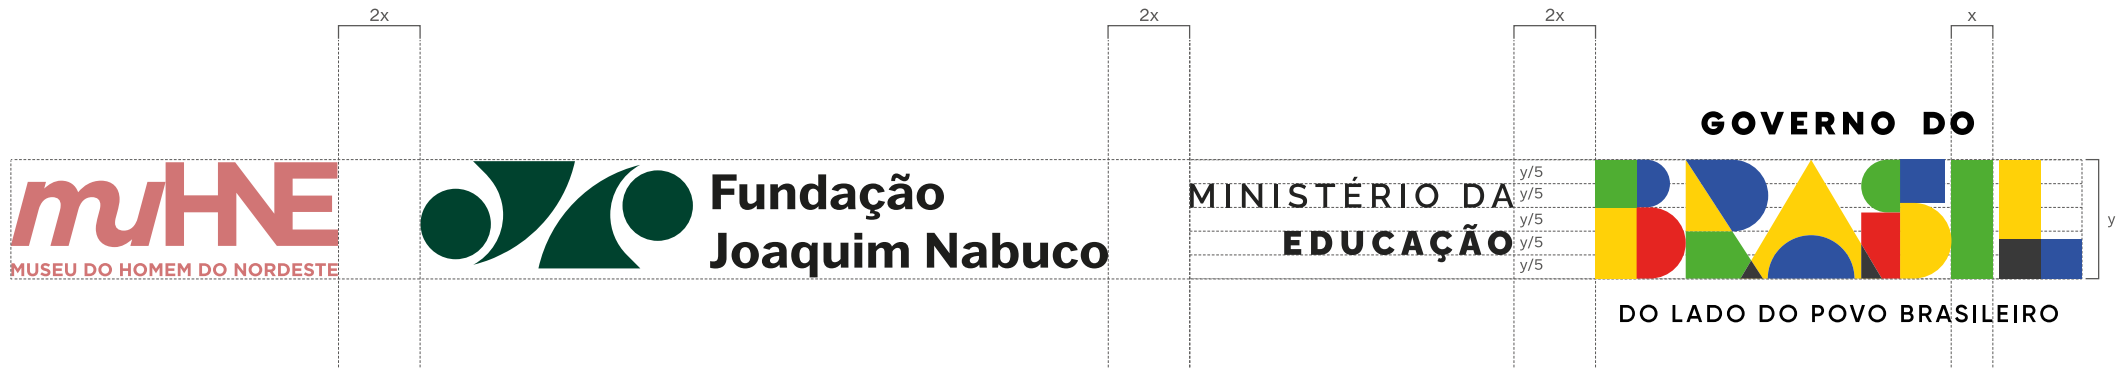 2x
2x
2x
x
muHNE
MUSEU DO HOMEM DO NORDESTE
Fundação
Joaquim Nabuco
MINISTÉRIO DA
EDUCAÇÃO
y/5
y/5
y/5
y/5
y/5
GOVERNO DO
BRASIL
DO LADO DO POVO BRASILEIRO
y